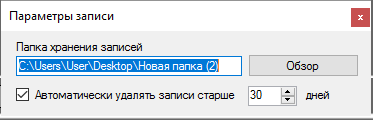 Параметры записи
Папка хранения записей
C:\Users\User\Desktop\Новая папка (2)
Обзор
Автоматически удалять записи старше 30 дней